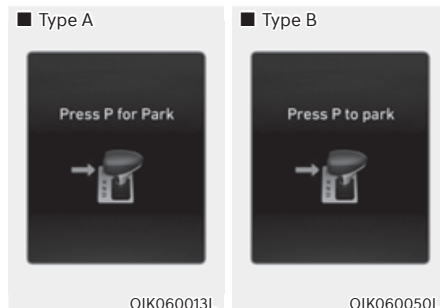 ■ Type A
Press P for Park
OIK060013L
■ Type B
Press P to park
OIK060050L